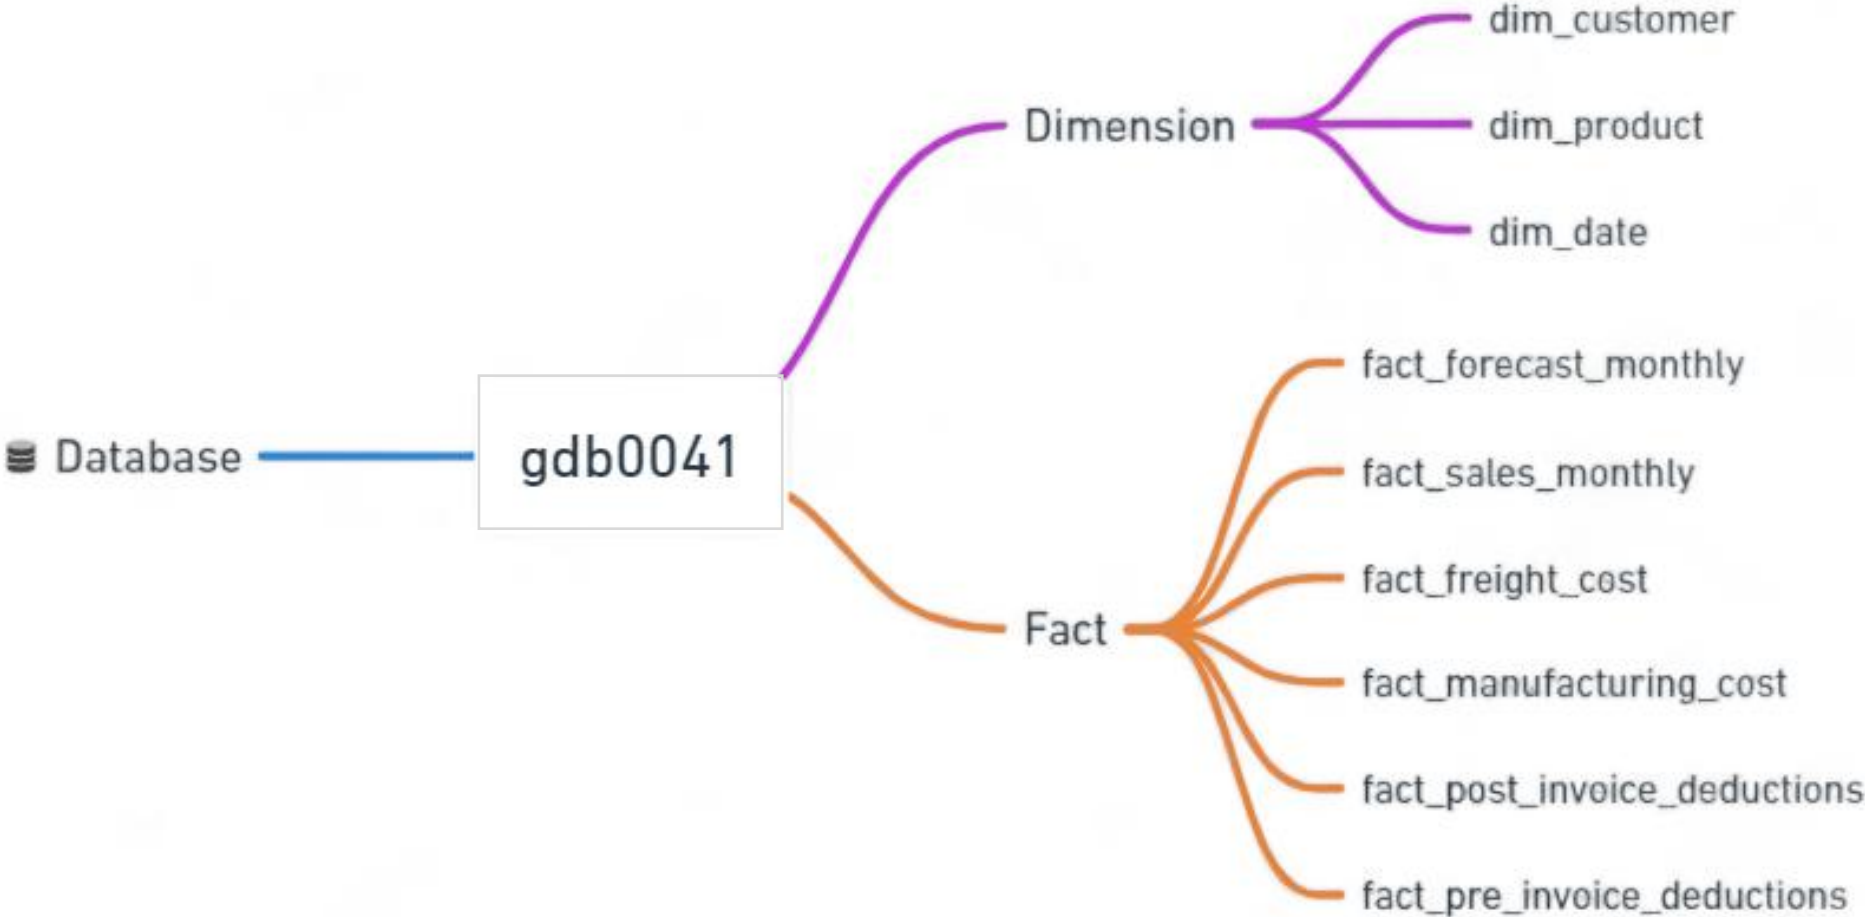 Database
gdb0041
Dimension
dim_customer
dim_product
dim_date
Fact
fact_forecast_monthly
fact_sales_monthly
fact_freight_cost
fact_manufacturing_cost
fact_post_invoice_deductions
fact_pre_invoice_deductions